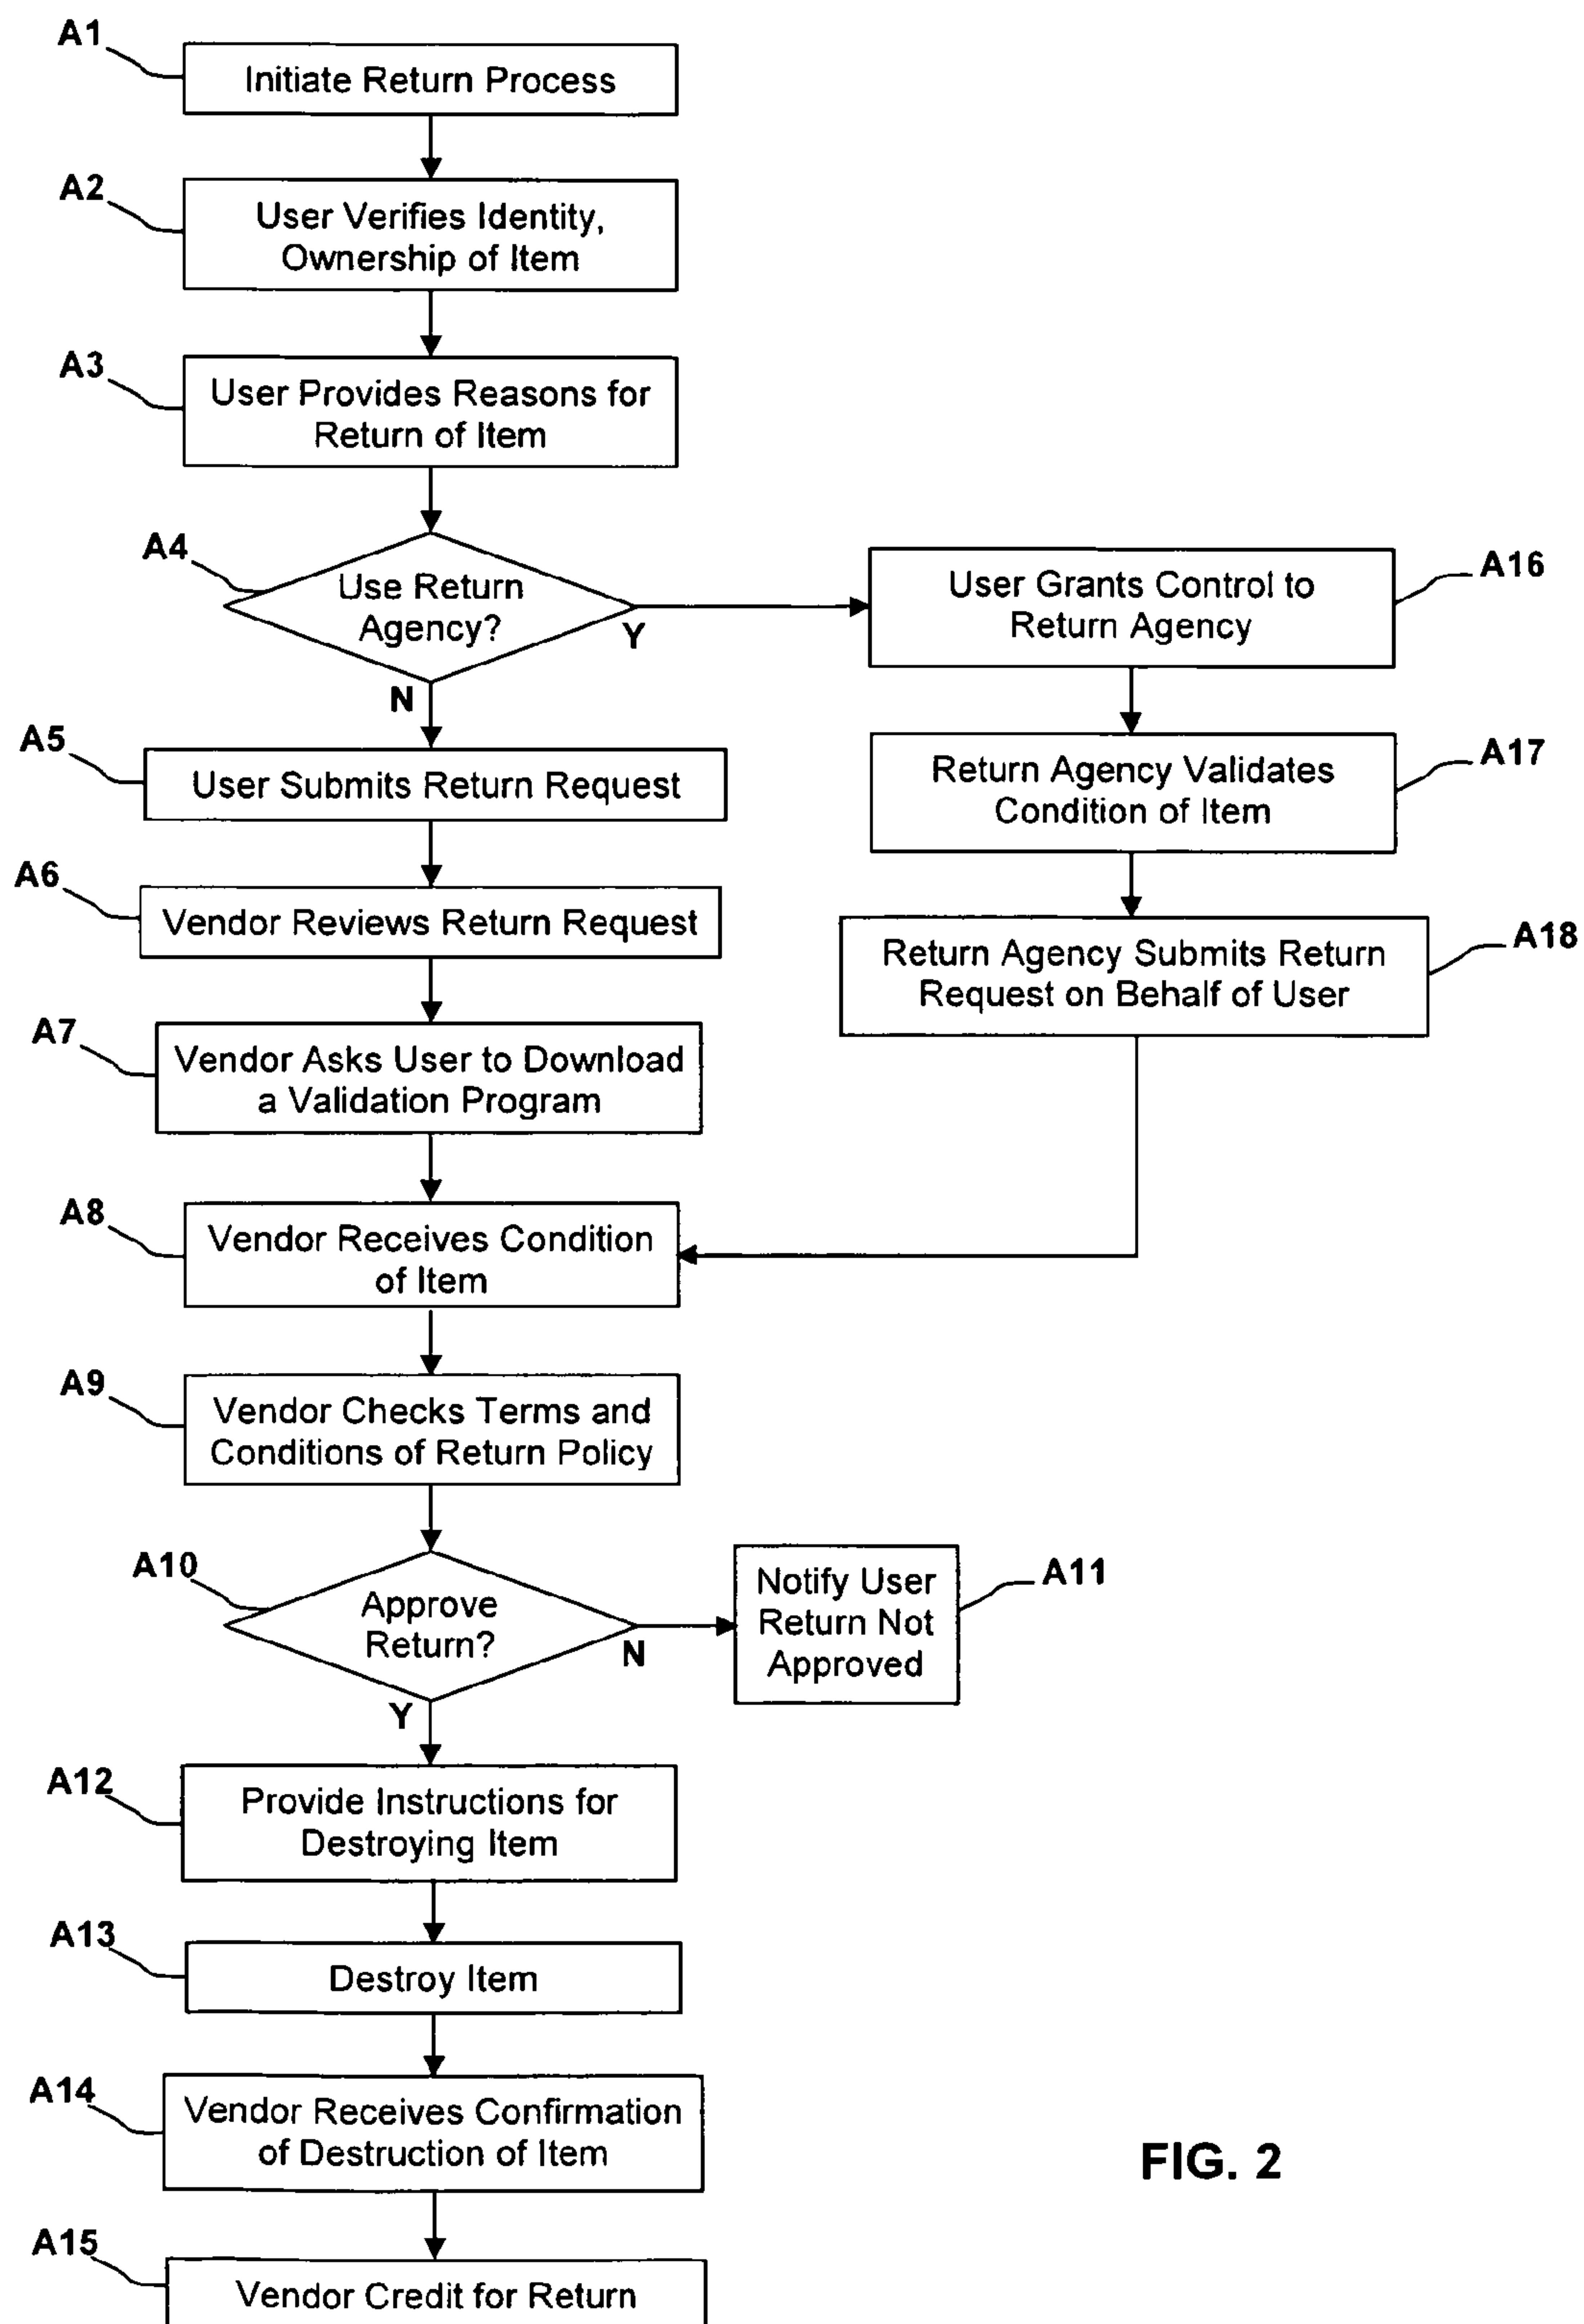 A1
Initiate Return Process
A2
User Verifies Identity,
Ownership of Item
A3
User Provides Reasons for
Return of Item
A4
Use Return
Agency?
Y
N
A16
User Grants Control to
Return Agency
A5
User Submits Return Request
A17
Return Agency Validates
Condition of Item
A6
Vendor Reviews Return Request
A18
Return Agency Submits Return
Request on Behalf of User
A7
Vendor Asks User to Download
a Validation Program
A8
Vendor Receives Condition
of Item
A9
Vendor Checks Terms and
Conditions of Return Policy
A10
Approve
Return?
N
Y
A11
Notify User
Return Not
Approved
A12
Provide Instructions for
Destroying Item
A13
Destroy Item
A14
Vendor Receives Confirmation
of Destruction of Item
FIG. 2
A15
Vendor Credit for Return